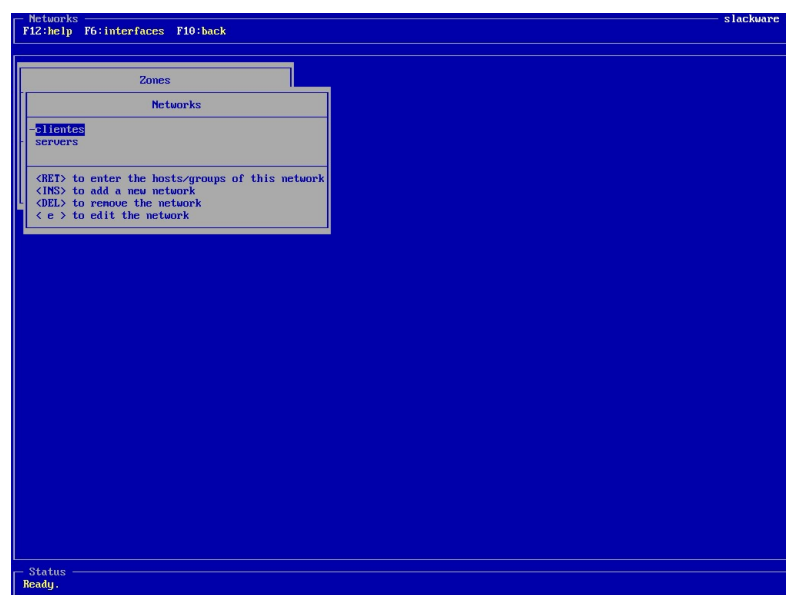 Networks slackware
F12:help F6:interfaces F10:back
Zones
Networks
-clientes
servers
<RET> to enter the hosts/groups of this network
<INS> to add a new network
<DEL> to remove the network
< e > to edit the network
Status
Ready.